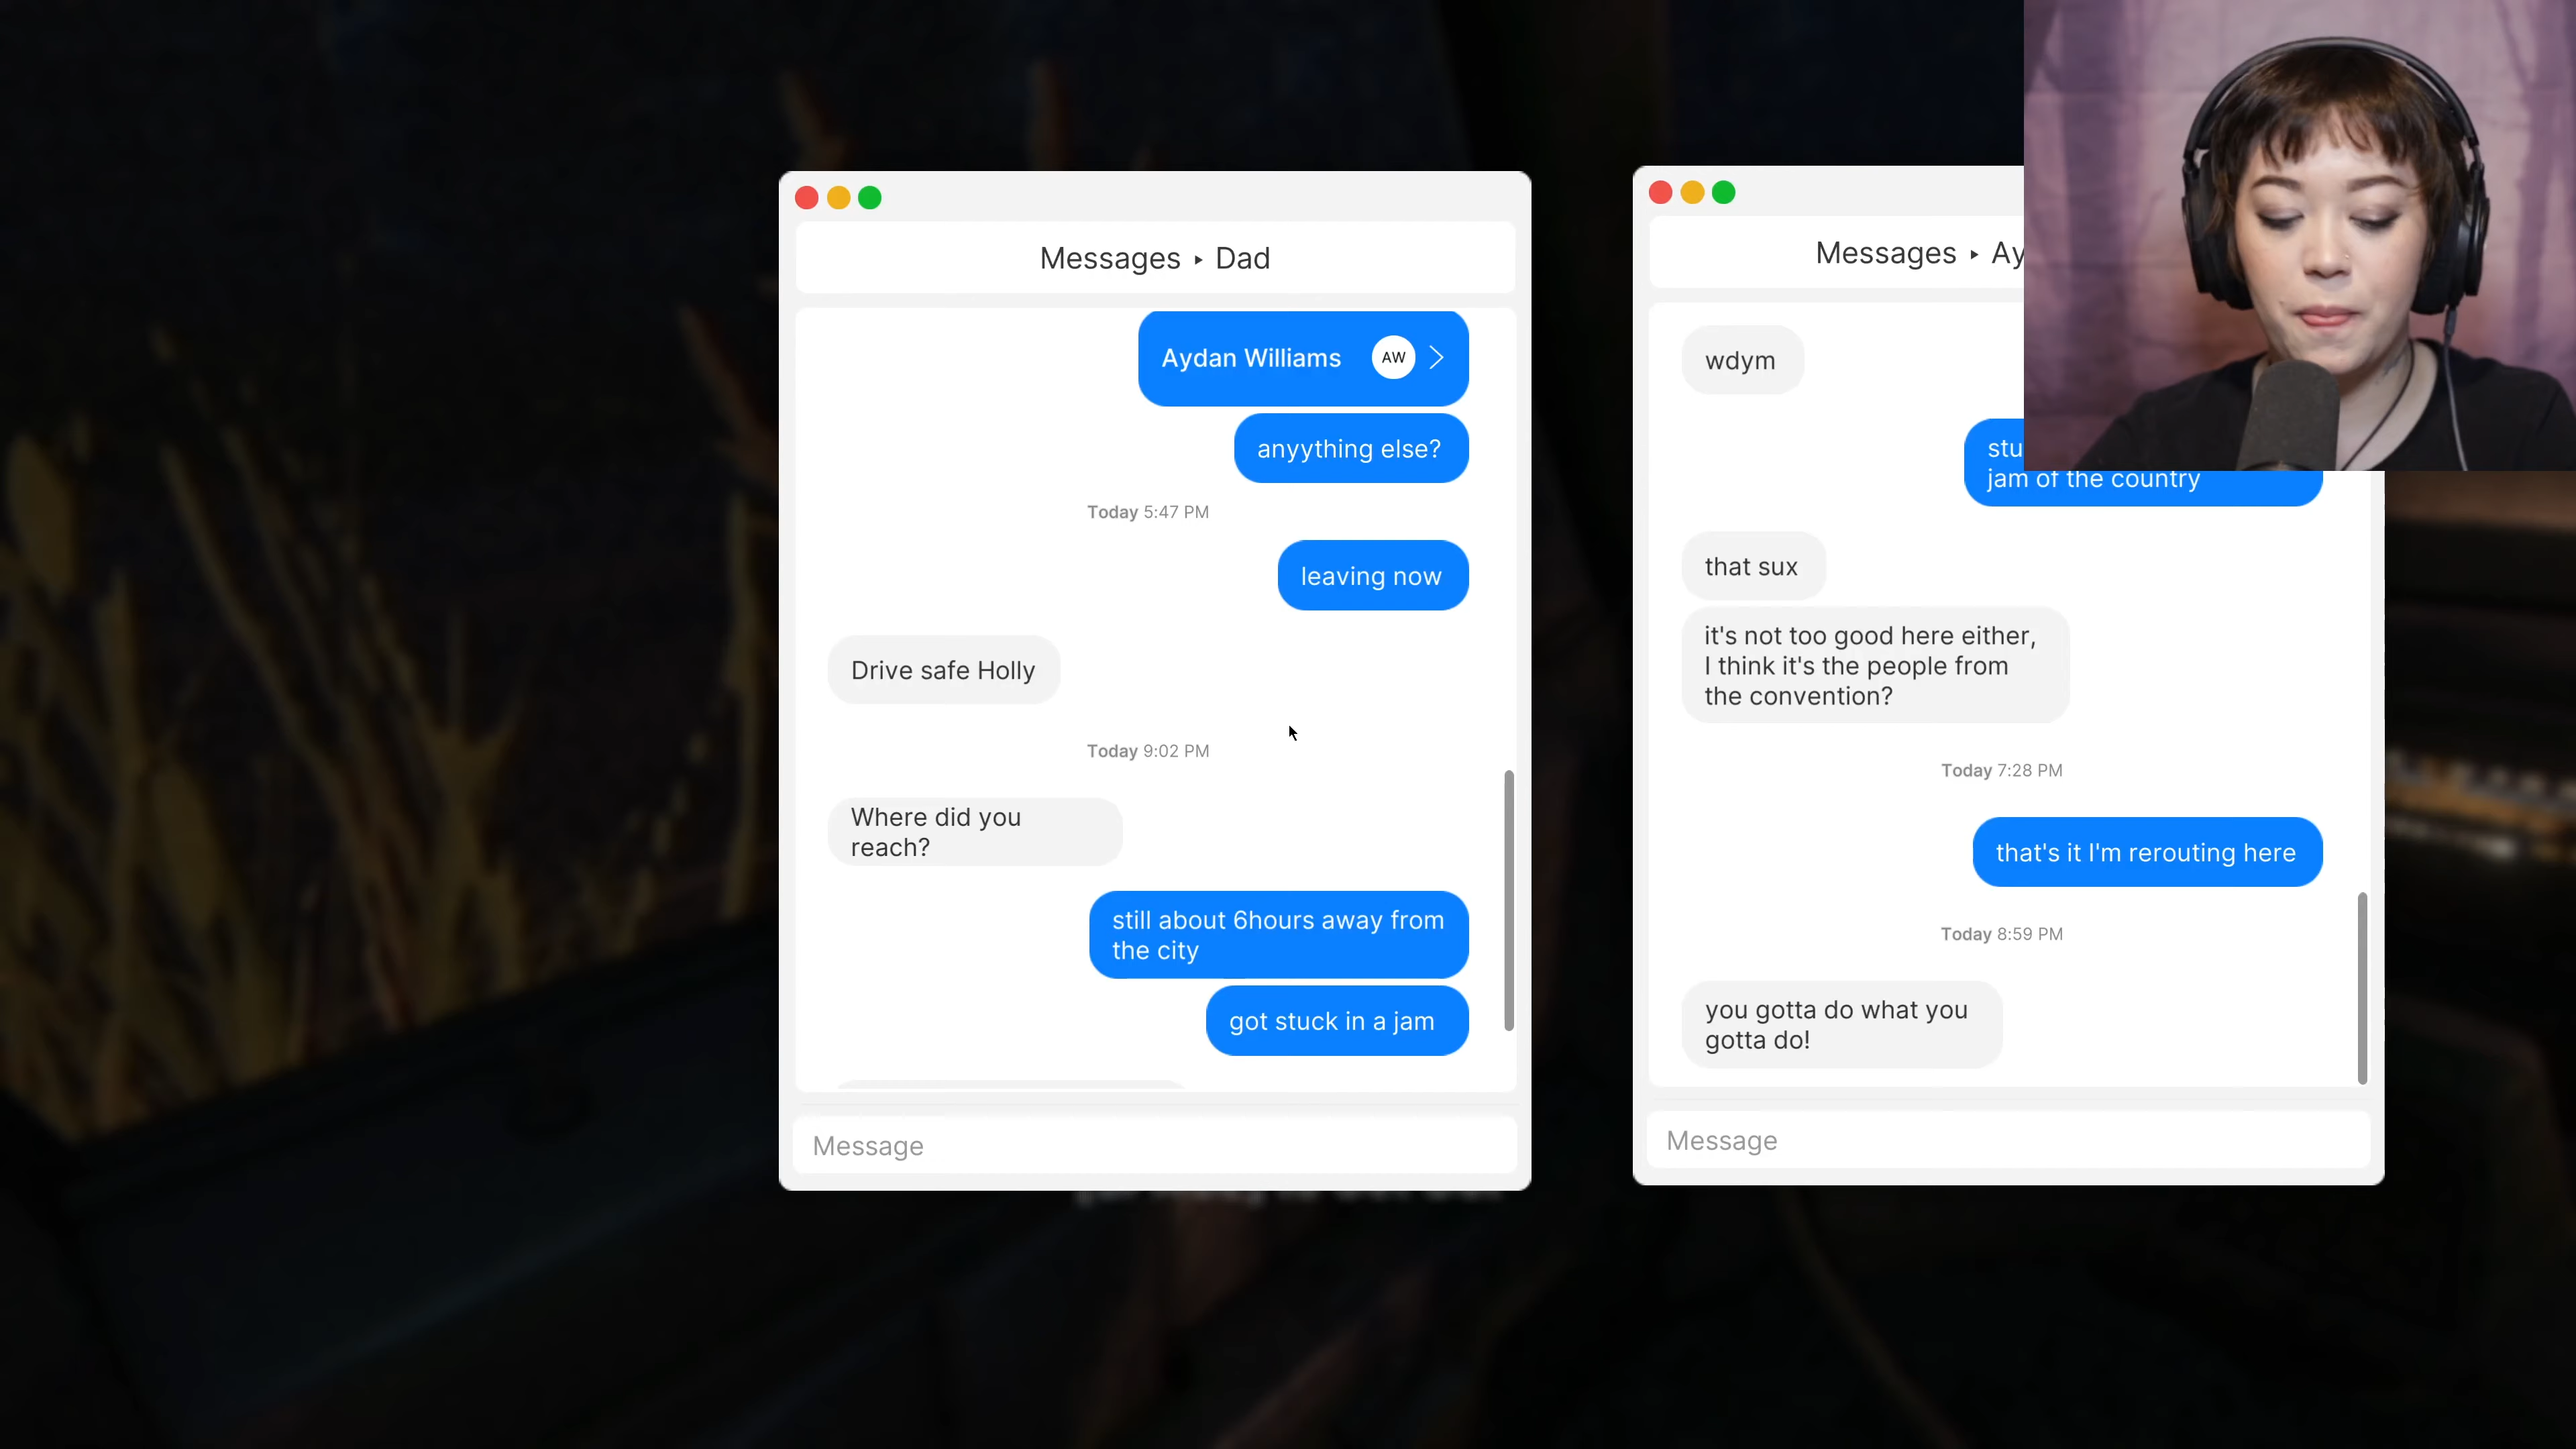 Messages ▸ Dad
Aydan Williams AW
anyything else?
Today 5:47 PM
leaving now
Drive safe Holly
Today 9:02 PM
Where did you
reach?
still about 6hours away from
the city
got stuck in a jam
Message
Messages ▸ Ay
wdym
stu
jam of the country
that sux
it's not too good here either,
I think it's the people from
the convention?
Today 7:28 PM
that's it I'm rerouting here
Today 8:59 PM
you gotta do what you
gotta do!
Message